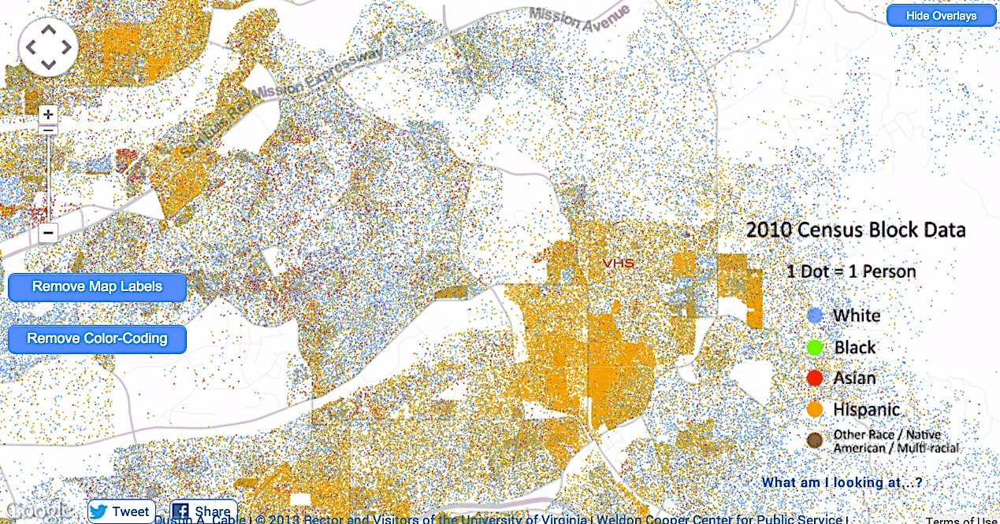 Mission Avenue
Hide Overlays
San Luis Rey Mission Expressway
+
−
−
VHS
2010 Census Block Data
1 Dot = 1 Person
White
Black
Asian
Hispanic
Other Race / Native
American / Multi-racial
Remove Map Labels
Remove Color-Coding
What am I looking at...?
Google
Tweet
Share
Dustin A. Cable | © 2013 Rector and Visitors of the University of Virginia | Weldon Cooper Center for Public Service |
Terms of Use